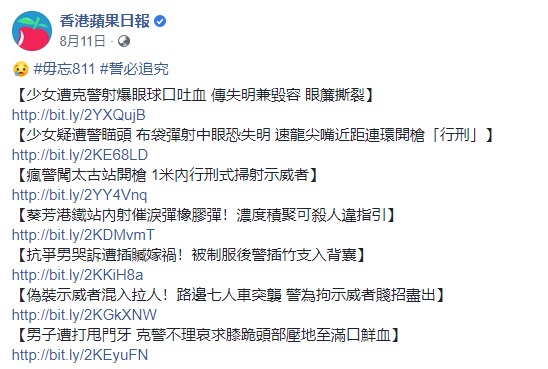 香港蘋果日報
8月11日
#毋忘811 #誓必追究
【少女遭克警射爆眼球口吐血 傳失明兼毀容 眼簾撕裂】
http://bit.ly/2YXQujB
【少女疑遭警瞄頭 布袋彈射中眼恐失明 速龍尖嘴近距連環開槍「行刑」】
http://bit.ly/2KE68LD
【瘋警闖太古站開槍 1米內行刑式掃射示威者】
http://bit.ly/2YY4Vnq
【葵芳港鐵站內射催淚彈橡膠彈！濃度積聚可殺人違指引】
http://bit.ly/2KDMvmT
【抗爭男哭訴遭插贓嫁禍！被制服後警插竹支入背囊】
http://bit.ly/2KKiH8a
【偽裝示威者混入拉人！路邊七人車突襲 警為拘示威者賤招盡出】
http://bit.ly/2KGkXNW
【男子遭打甩門牙 克警不理哀求膝跪頭部壓地至滿口鮮血】
http://bit.ly/2KEyuFN